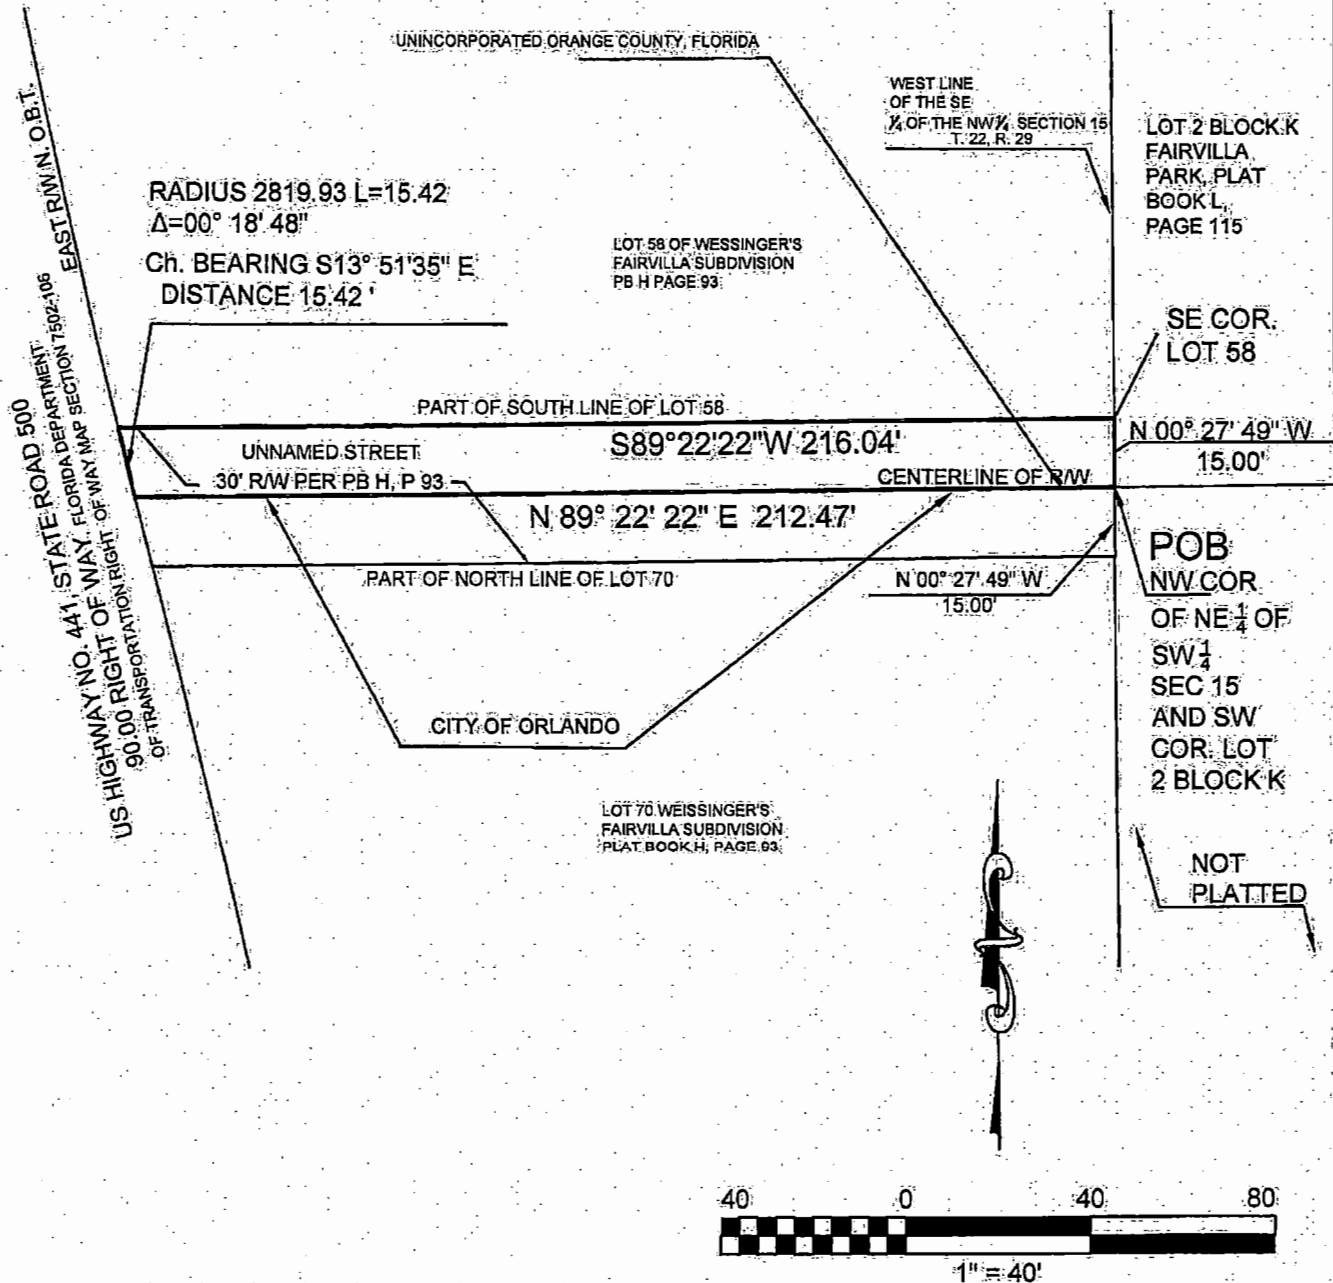 UNINCORPORATED ORANGE COUNTY, FLORIDA
WEST LINE
OF THE SE
¼ OF THE NW¼ SECTION 15
T. 22, R. 29
LOT 2 BLOCK K
FAIRVILLA
PARK, PLAT
BOOK L,
PAGE 115
EAST R/W N. O.B.T.
RADIUS 2819.93 L=15.42
Δ=00° 18' 48"
Ch. BEARING S13° 51'35" E
DISTANCE 15.42 '
LOT 58 OF WESSINGER'S
FAIRVILLA SUBDIVISION
PB H PAGE 93
SE COR.
LOT 58
PART OF SOUTH LINE OF LOT 58
S89°22'22"W 216.04'
N 00° 27' 49" W
15.00'
UNNAMED STREET
30' R/W PER PB H, P 93
CENTERLINE OF R/W
N 89° 22' 22" E 212.47'
PART OF NORTH LINE OF LOT 70
N 00° 27' 49" W
15.00'
POB
NW COR
OF NE ¼ OF
SW ¼
SEC 15
AND SW
COR. LOT
2 BLOCK K
US HIGHWAY NO. 441, STATE ROAD 500
90.00 RIGHT OF WAY. FLORIDA DEPARTMENT
OF TRANSPORTATION RIGHT OF WAY MAP SECTION 7502-106
CITY OF ORLANDO
LOT 70 WEISSINGER'S
FAIRVILLA SUBDIVISION
PLAT BOOK H, PAGE 93
NOT
PLATTED
40 0 40 80
1" = 40'